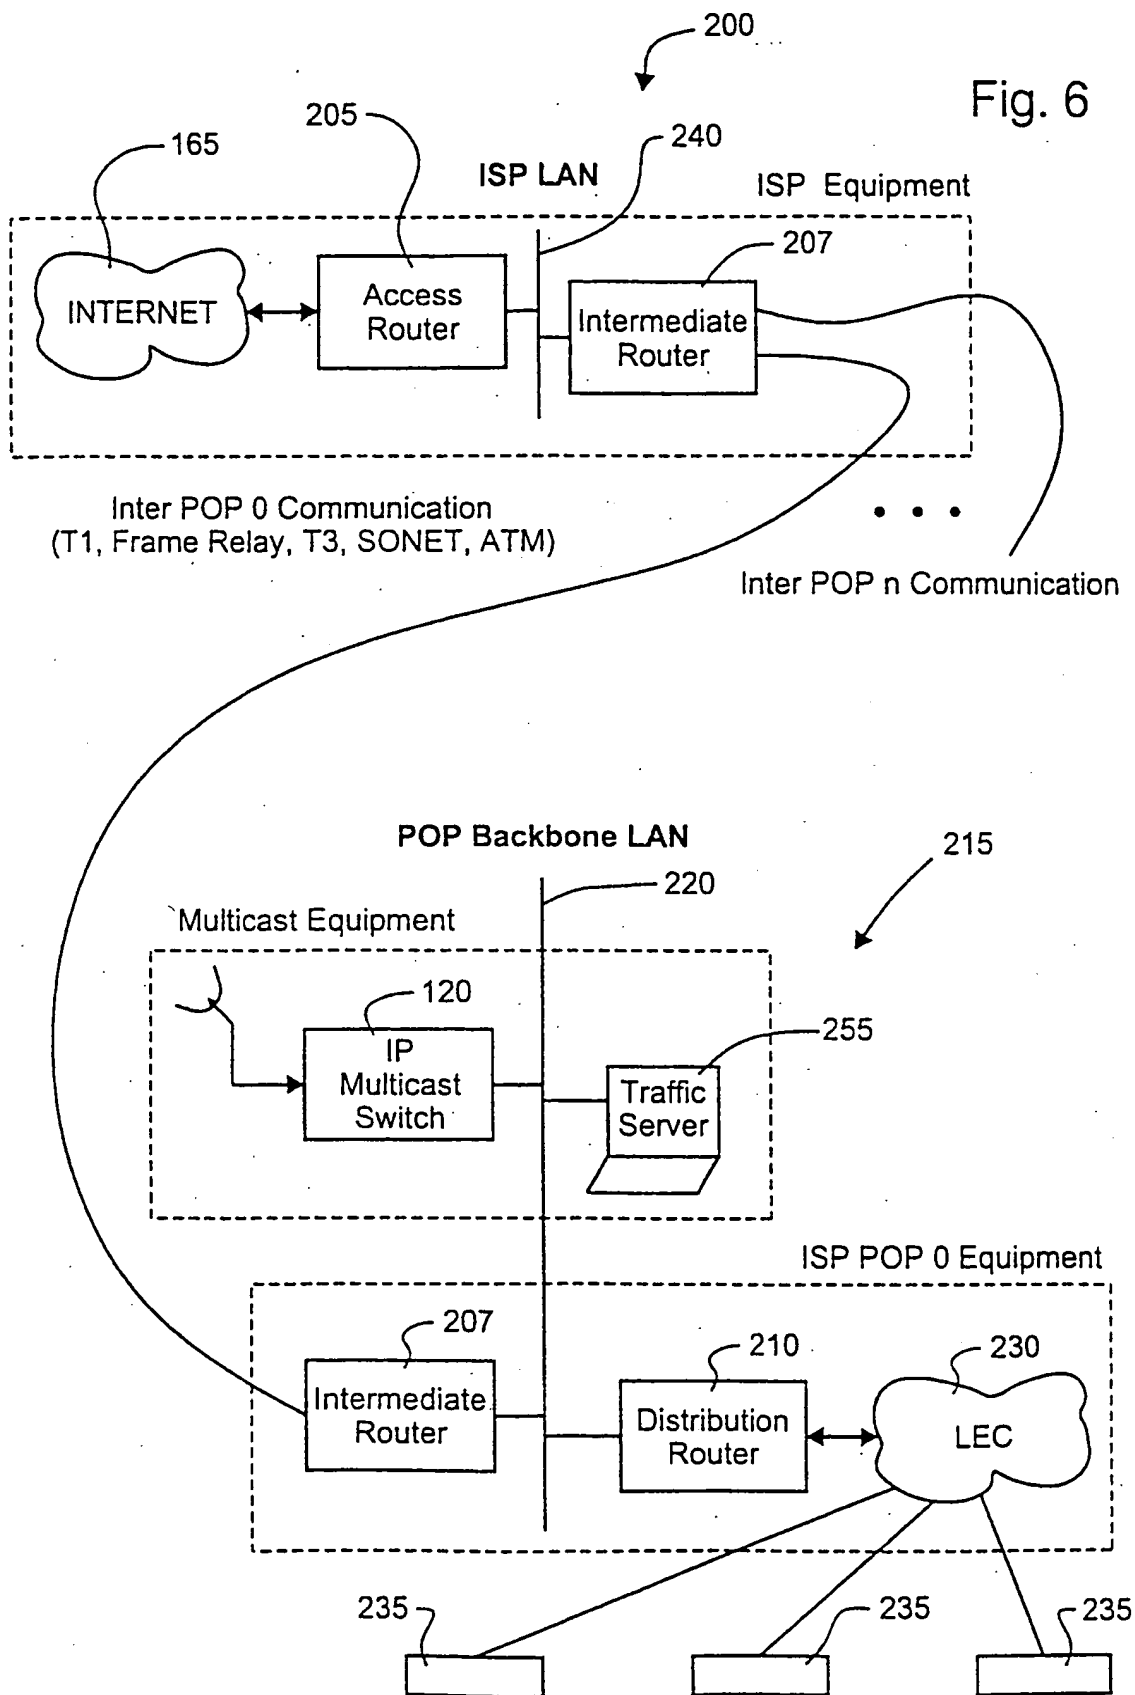 200
Fig. 6
205
165
240
ISP LAN
ISP Equipment
207
INTERNET
Access
Router
Intermediate
Router
Inter POP 0 Communication
(T1, Frame Relay, T3, SONET, ATM)
• • •
Inter POP n Communication
POP Backbone LAN
215
220
Multicast Equipment
120
255
IP
Multicast
Switch
Traffic
Server
ISP POP 0 Equipment
207
210
230
Intermediate
Router
Distribution
Router
LEC
235
235
235